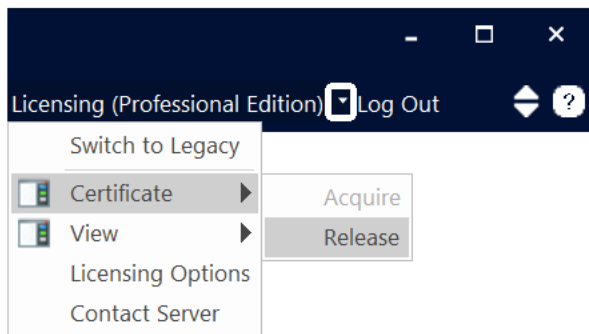 Licensing (Professional Edition) Log Out ?
Switch to Legacy
Certificate Acquire
View Release
Licensing Options
Contact Server